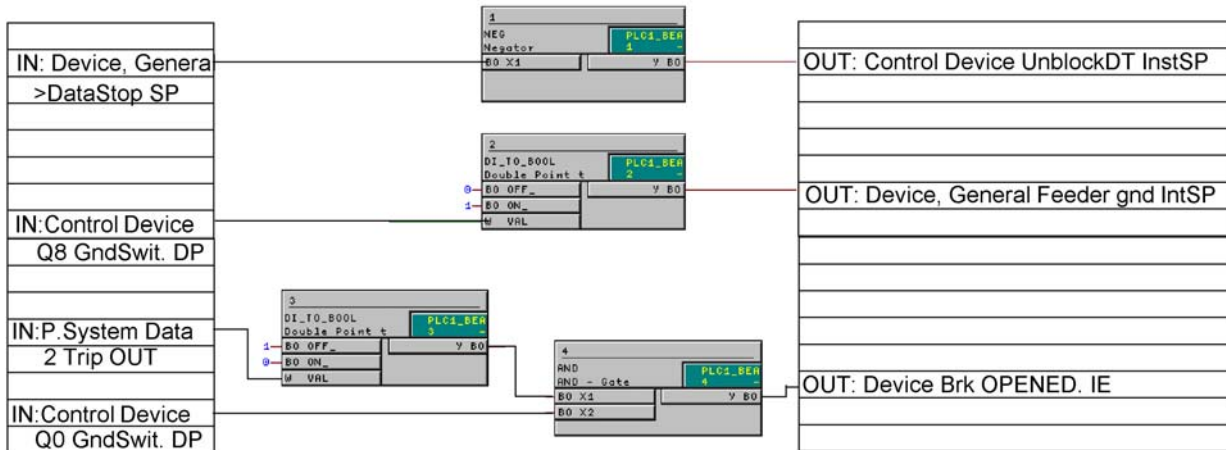 IN: Device, Genera
>DataStop SP
IN:Control Device
Q8 GndSwit. DP
IN:P.System Data
2 Trip OUT
IN:Control Device
Q0 GndSwit. DP
1
NEG
Negator
PLC1_BEA
1 -
BO X1
Y BO
2
DI_TO_BOOL
Double Point t
PLC1_BEA
2 -
0 BO OFF_
Y BO
1 BO ON_
W VAL
3
DI_TO_BOOL
Double Point t
PLC1_BEA
3 -
1 BO OFF_
Y BO
0 BO ON_
W VAL
4
AND
AND - Gate
PLC1_BEA
4 -
BO X1
Y BO
BO X2
OUT: Control Device UnblockDT InstSP
OUT: Device, General Feeder gnd IntSP
OUT: Device Brk OPENED. IE